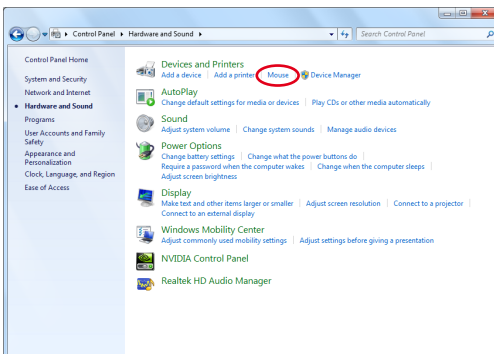 Control Panel Hardware and Sound Search Control Panel
Control Panel Home
System and Security
Network and Internet
Hardware and Sound
Programs
User Accounts and Family
Safety
Appearance and
Personalization
Clock, Language, and Region
Ease of Access
Devices and Printers
Add a device Add a printer Mouse Device Manager
AutoPlay
Change default settings for media or devices Play CDs or other media automatically
Sound
Adjust system volume Change system sounds Manage audio devices
Power Options
Change battery settings Change what the power buttons do
Require a password when the computer wakes Change when the computer sleeps
Adjust screen brightness
Display
Make text and other items larger or smaller Adjust screen resolution Connect to a projector
Connect to an external display
Windows Mobility Center
Adjust commonly used mobility settings Adjust settings before giving a presentation
NVIDIA Control Panel
Realtek HD Audio Manager